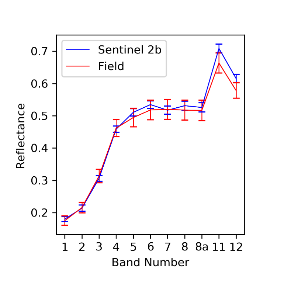 0.7
0.6
0.5
0.4
0.3
0.2
Reflectance
Sentinel 2b
Field
1 2 3 4 5 6 7 8 8a 11 12
Band Number